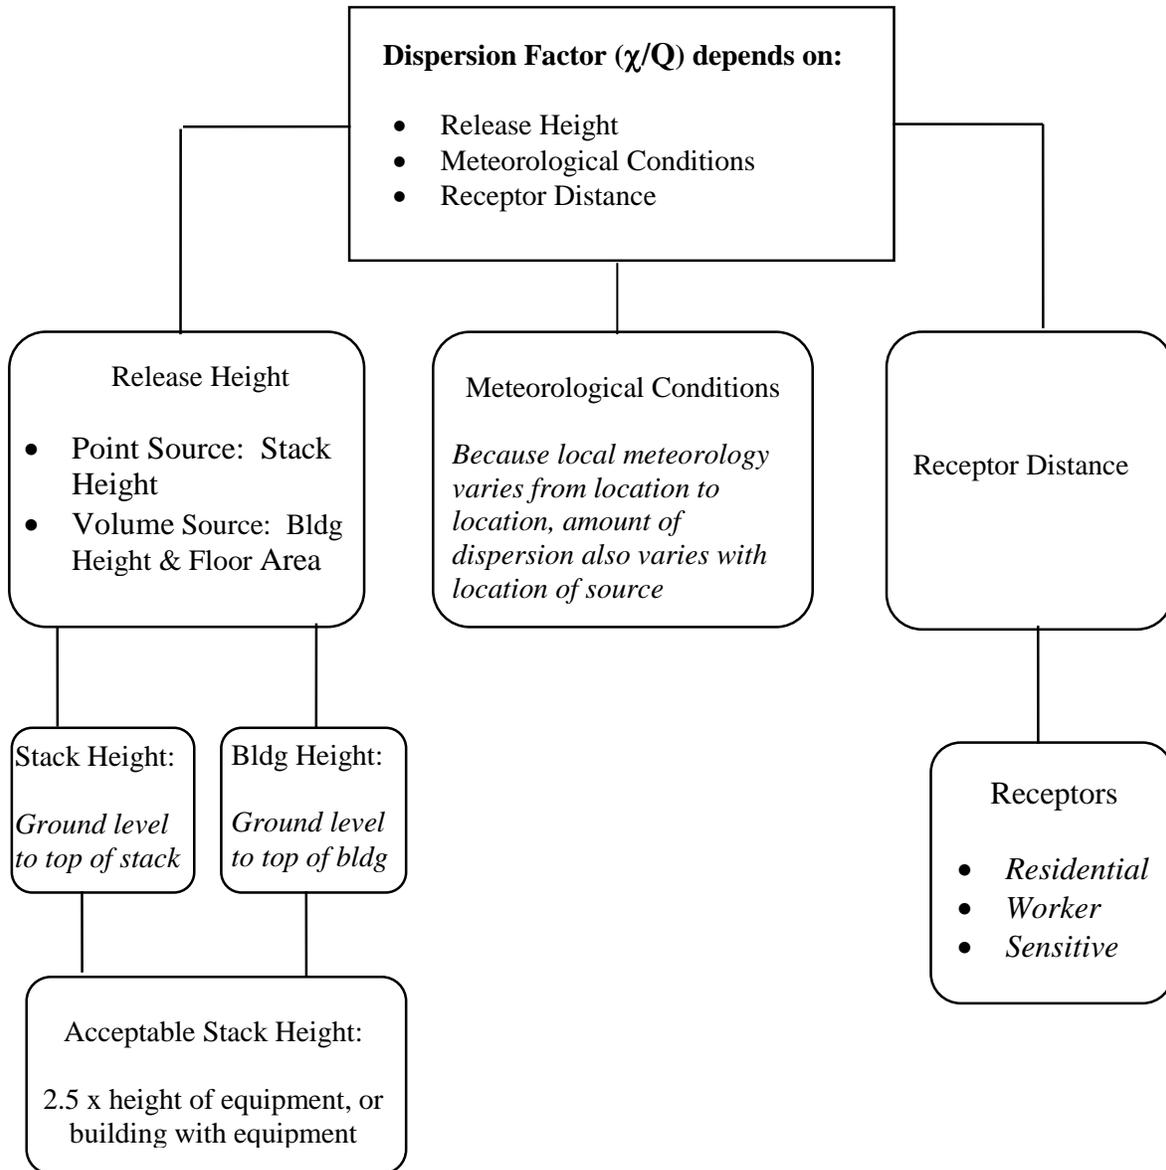 Dispersion Factor (χ/Q) depends on:
• Release Height
• Meteorological Conditions
• Receptor Distance
Release Height
• Point Source: Stack
Height
• Volume Source: Bldg
Height & Floor Area
Meteorological Conditions
Because local meteorology
varies from location to
location, amount of
dispersion also varies with
location of source
Receptor Distance
Stack Height:
Ground level
to top of stack
Bldg Height:
Ground level
to top of bldg
Receptors
• Residential
• Worker
• Sensitive
Acceptable Stack Height:
2.5 x height of equipment, or
building with equipment